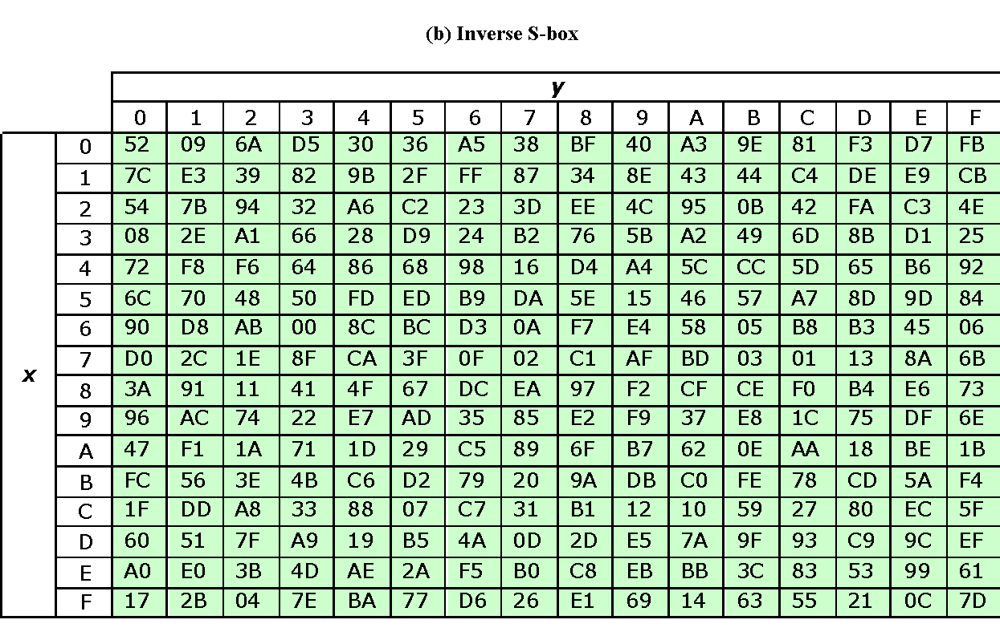 (b) Inverse S-box
y
0 1 2 3 4 5 6 7 8 9 A B C D E F
0 52 09 6A D5 30 36 A5 38 BF 40 A3 9E 81 F3 D7 FB
1 7C E3 39 82 9B 2F FF 87 34 8E 43 44 C4 DE E9 CB
2 54 7B 94 32 A6 C2 23 3D EE 4C 95 0B 42 FA C3 4E
3 08 2E A1 66 28 D9 24 B2 76 5B A2 49 6D 8B D1 25
4 72 F8 F6 64 86 68 98 16 D4 A4 5C CC 5D 65 B6 92
5 6C 70 48 50 FD ED B9 DA 5E 15 46 57 A7 8D 9D 84
6 90 D8 AB 00 8C BC D3 0A F7 E4 58 05 B8 B3 45 06
x 7 D0 2C 1E 8F CA 3F 0F 02 C1 AF BD 03 01 13 8A 6B
8 3A 91 11 41 4F 67 DC EA 97 F2 CF CE F0 B4 E6 73
9 96 AC 74 22 E7 AD 35 85 E2 F9 37 E8 1C 75 DF 6E
A 47 F1 1A 71 1D 29 C5 89 6F B7 62 0E AA 18 BE 1B
B FC 56 3E 4B C6 D2 79 20 9A DB C0 FE 78 CD 5A F4
C 1F DD A8 33 88 07 C7 31 B1 12 10 59 27 80 EC 5F
D 60 51 7F A9 19 B5 4A 0D 2D E5 7A 9F 93 C9 9C EF
E A0 E0 3B 4D AE 2A F5 B0 C8 EB BB 3C 83 53 99 61
F 17 2B 04 7E BA 77 D6 26 E1 69 14 63 55 21 0C 7D